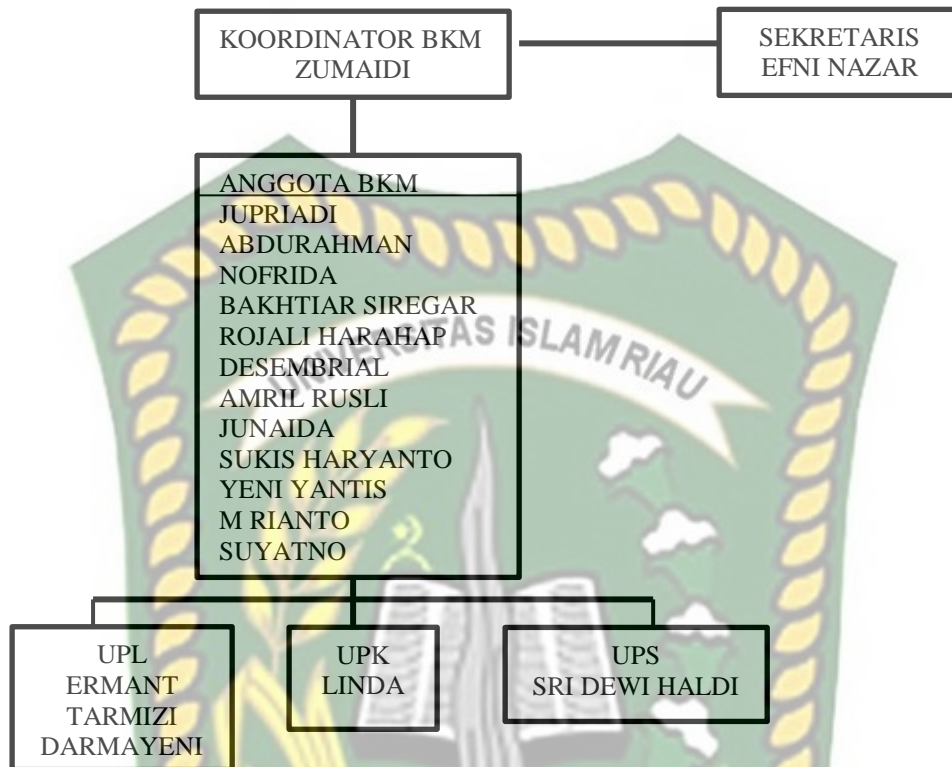 KOORDINATOR BKM
ZUMAIDI
SEKRETARIS
EFNI NAZAR
ANGGOTA BKM
JUPRIADI
ABDURAHMAN
NOFRIDA
BAKHTIAR SIREGAR
ROJALI HARAHAP
DESEMBRIAL
AMRIL RUSLI
JUNAIDA
SUKIS HARYANTO
YENI YANTIS
M RIANTO
SUYATNO
UNIVERSITAS ISLAM RIAU
UPL
ERMANT
TARMIZI
DARMAYENI
UPK
LINDA
UPS
SRI DEWI HALDI